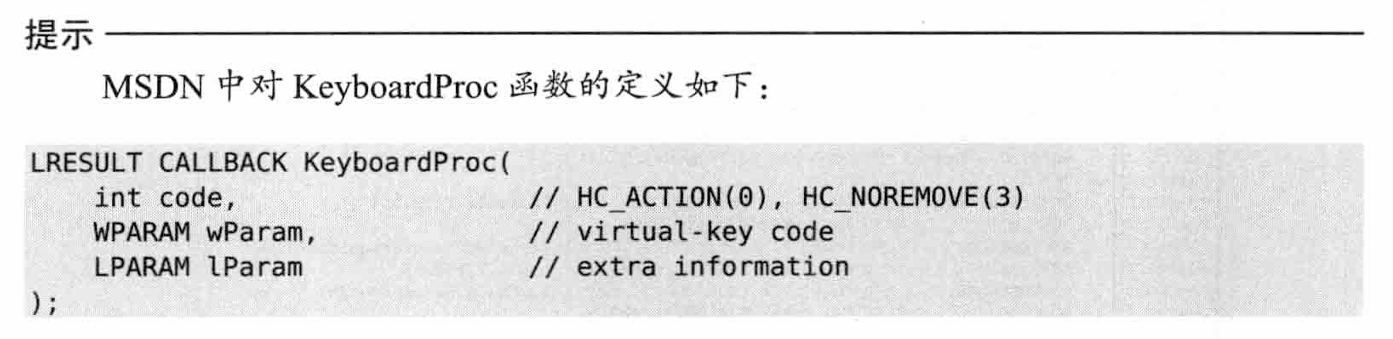 提示
MSDN 中对 KeyboardProc 函数的定义如下：
LRESULT CALLBACK KeyboardProc(
    int code,                  // HC_ACTION(0), HC_NOREMOVE(3)
    WPARAM wParam,             // virtual-key code
    LPARAM lParam              // extra information
);